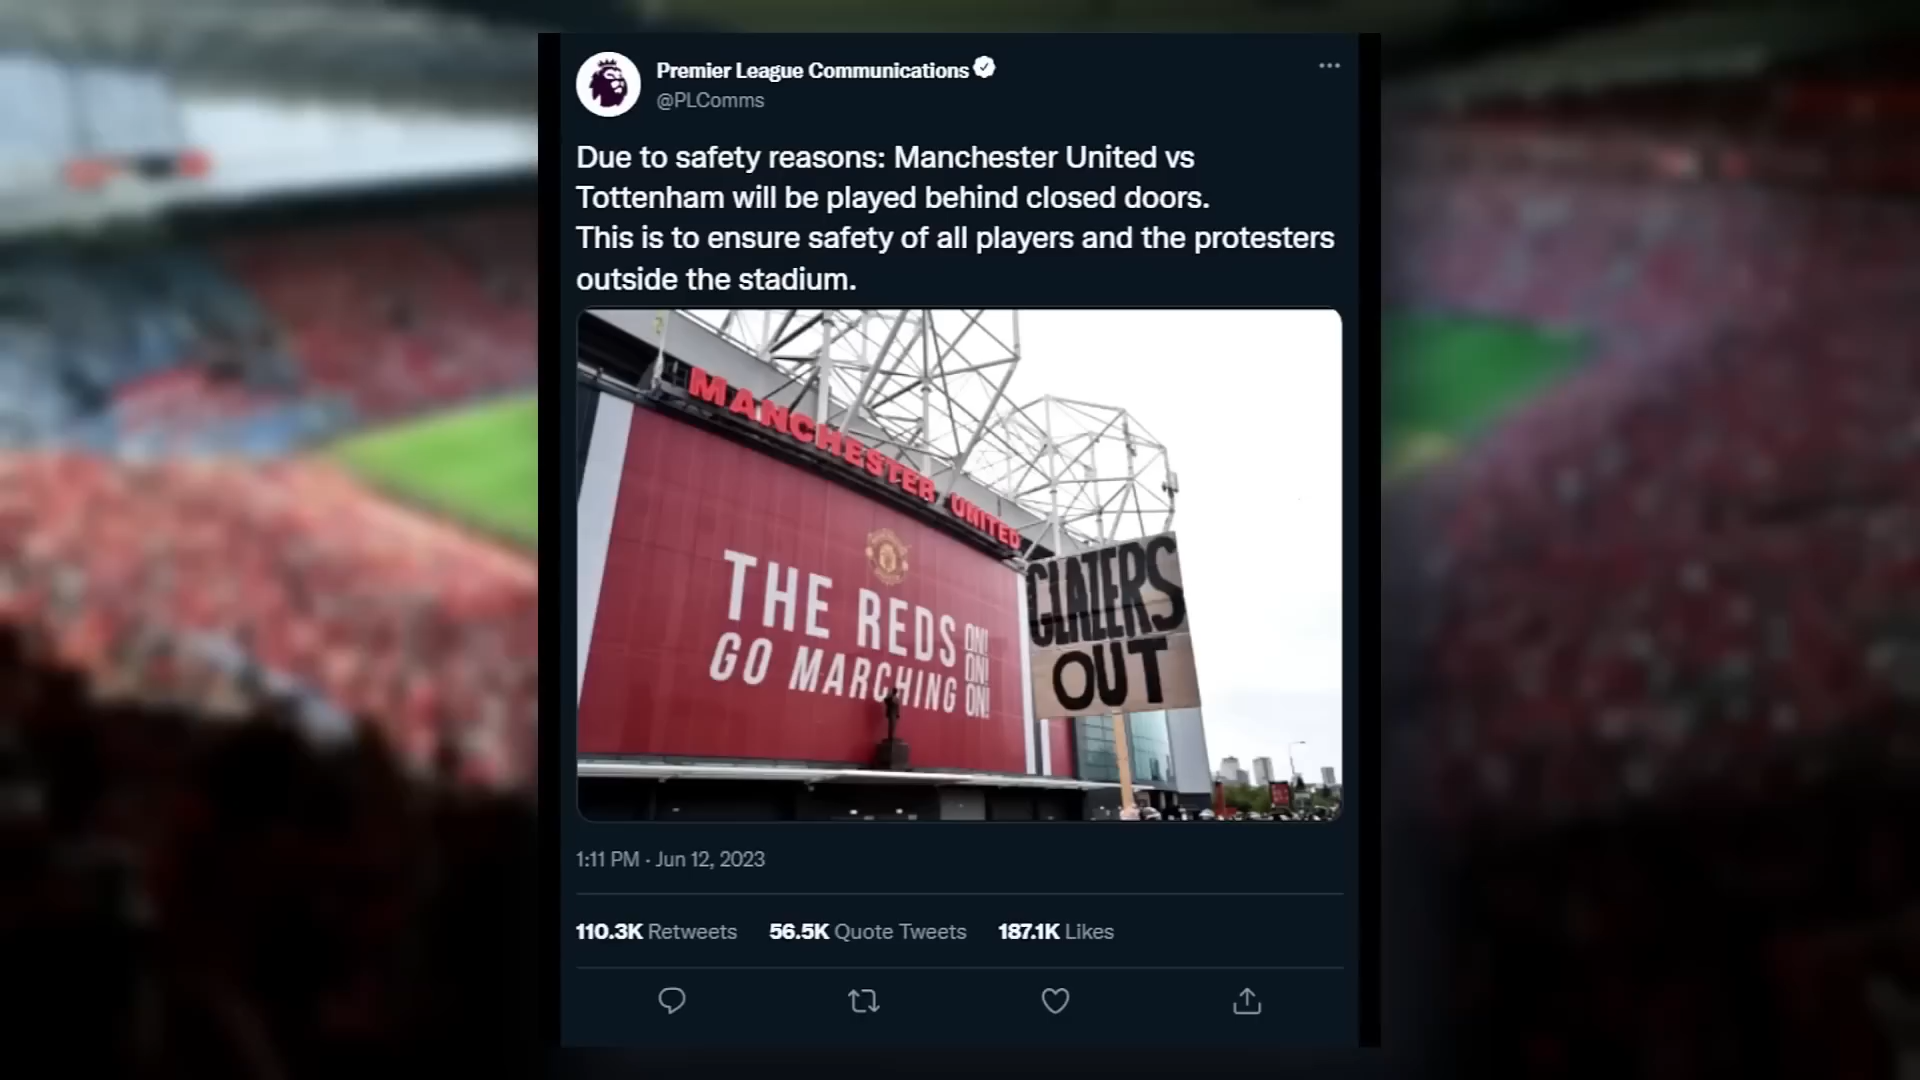 Premier League Communications
@PLComms
Due to safety reasons: Manchester United vs
Tottenham will be played behind closed doors.
This is to ensure safety of all players and the protesters
outside the stadium.
MANCHESTER UNITED
THE REDS
GO MARCHING
ON!
ON!
ON!
GLAZERS
OUT
1:11 PM · Jun 12, 2023
110.3K Retweets 56.5K Quote Tweets 187.1K Likes